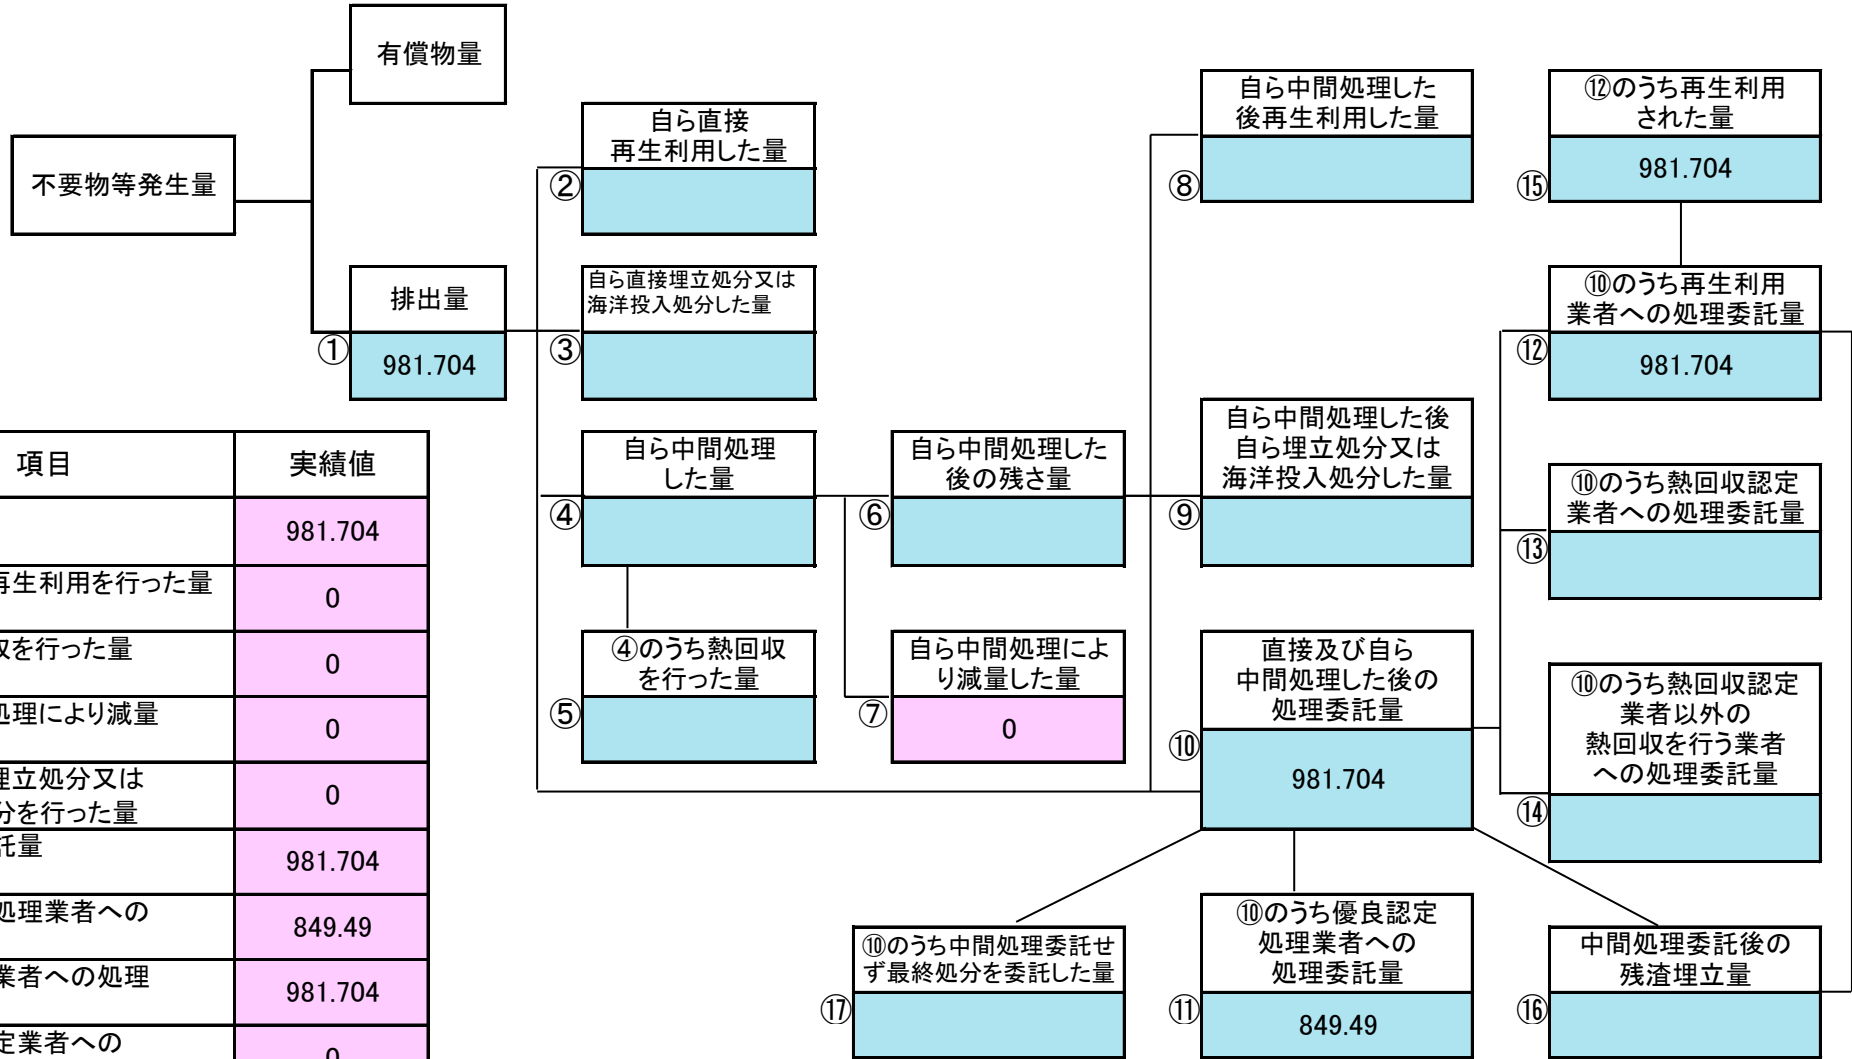 有償物量
不要物等発生量
排出量
①
981.704
自ら直接
再生利用した量
②
自ら直接埋立処分又は
海洋投入処分した量
③
自ら中間処理
した量
④
④のうち熱回収
を行った量
⑤
自ら中間処理した
後の残さ量
⑥
自ら中間処理によ
り減量した量
⑦
0
自ら中間処理した
後再生利用した量
⑧
自ら中間処理した後
自ら埋立処分又は
海洋投入処分した量
⑨
直接及び自ら
中間処理した後の
処理委託量
⑩
981.704
⑩のうち優良認定
処理業者への
処理委託量
⑪
849.49
⑩のうち中間処理委託せ
ず最終処分を委託した量
⑰
⑫のうち再生利用
された量
⑮
981.704
⑩のうち再生利用
業者への処理委託量
⑫
981.704
⑩のうち熱回収認定
業者への処理委託量
⑬
⑩のうち熱回収認定
業者以外の
熱回収を行う業者
への処理委託量
⑭
中間処理委託後の
残渣埋立量
⑯
項目 実績値
981.704
再生利用を行った量 0
を行った量 0
処理により減量 0
埋立処分又は
分を行った量 0
託量 981.704
処理業者への 849.49
業者への処理 981.704
定業者への 0